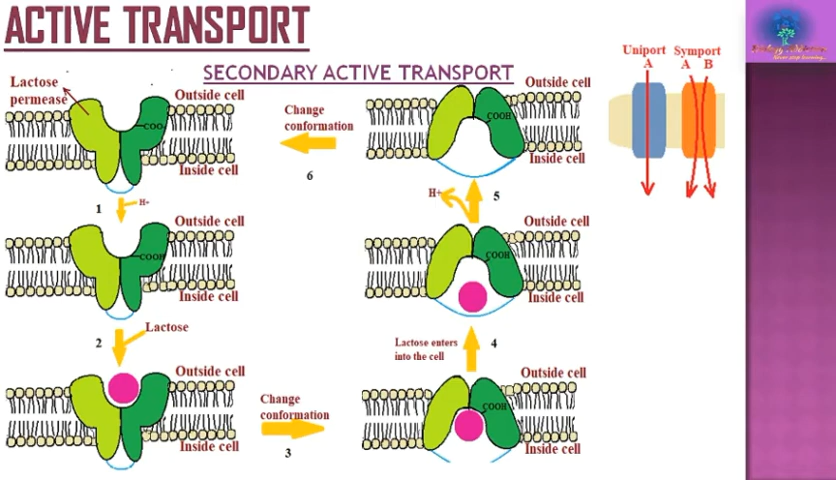 ACTIVE TRANSPORT
SECONDARY ACTIVE TRANSPORT
Lactose
permease
Outside cell
COO
Inside cell
1
H+
Outside cell
COOH
Inside cell
2
Lactose
Outside cell
Inside cell
Change
conformation
3
Outside cell
COOH
Inside cell
Lactose enters
into the cell
4
Outside cell
COOH
Inside cell
H+
5
Outside cell
COOH
Inside cell
Change
conformation
6
Uniport
A
Symport
A B